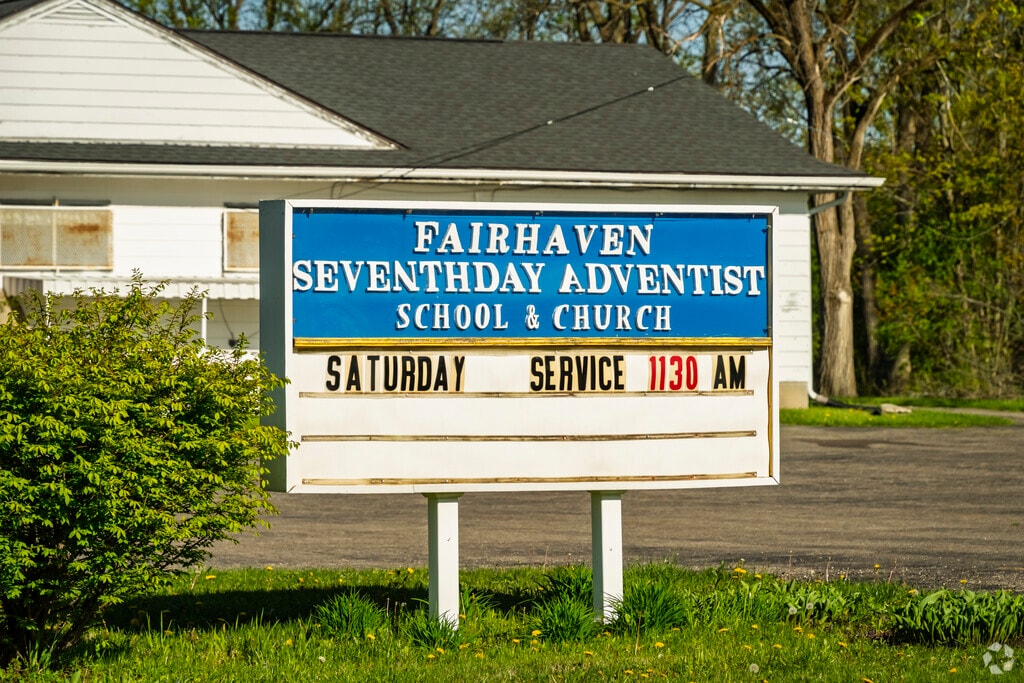 FAIRHAVEN
SEVENTHDAY ADVENTIST
SCHOOL & CHURCH
SATURDAY SERVICE 1130 AM